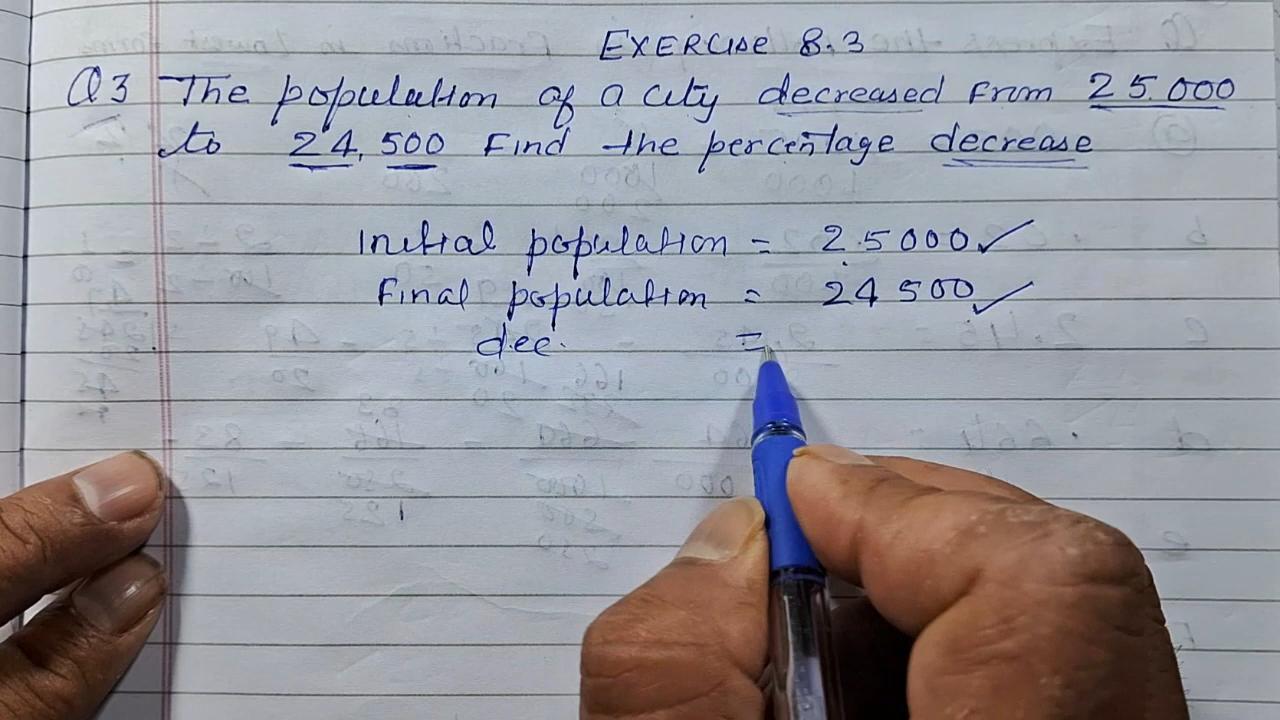 EXERCISE 8.3
Q3 The population of a city decreased from 25.000
to 24,500 Find the percentage decrease
Initial population = 25000 ✓
Final population = 24500 ✓
dec. =